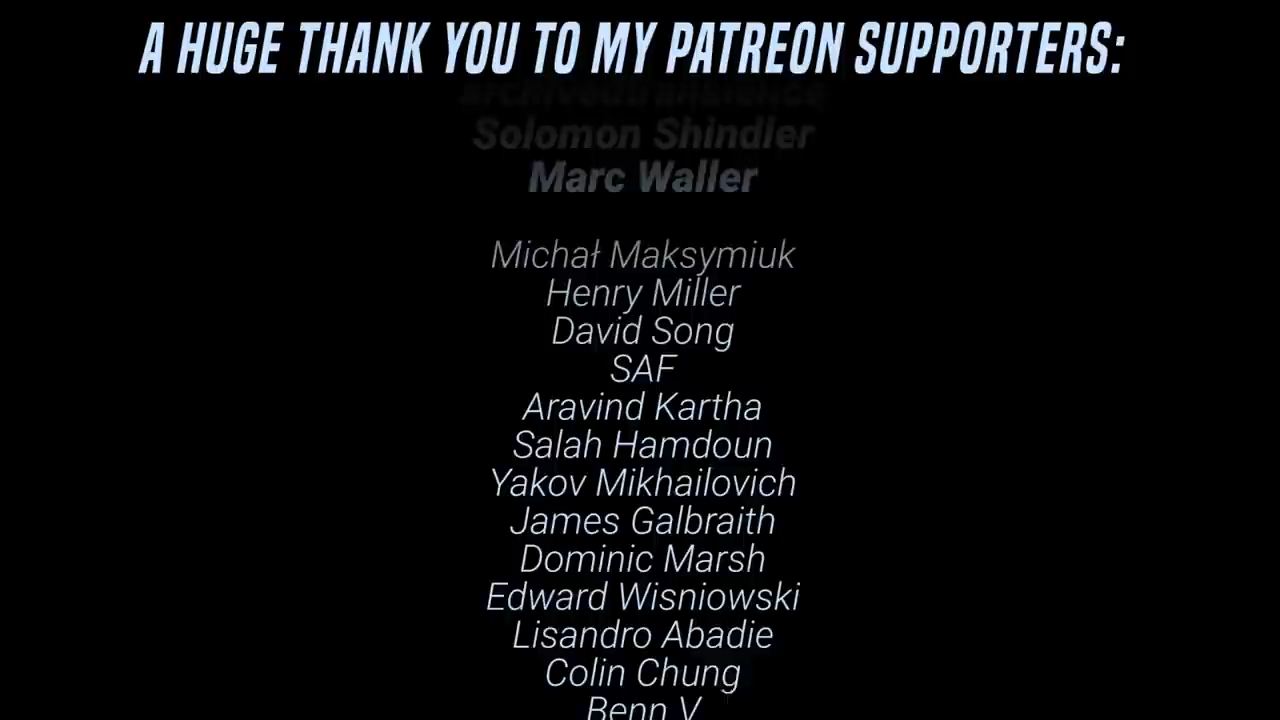 A HUGE THANK YOU TO MY PATREON SUPPORTERS:
Solomon Shindler
Marc Waller
Michał Maksymiuk
Henry Miller
David Song
SAF
Aravind Kartha
Salah Hamdoun
Yakov Mikhailovich
James Galbraith
Dominic Marsh
Edward Wisniowski
Lisandro Abadie
Colin Chung
Benn V